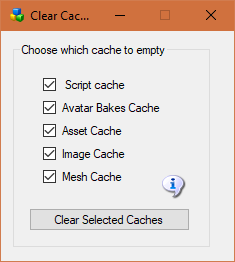 Clear Cac...
Choose which cache to empty
Script cache
Avatar Bakes Cache
Asset Cache
Image Cache
Mesh Cache
Clear Selected Caches